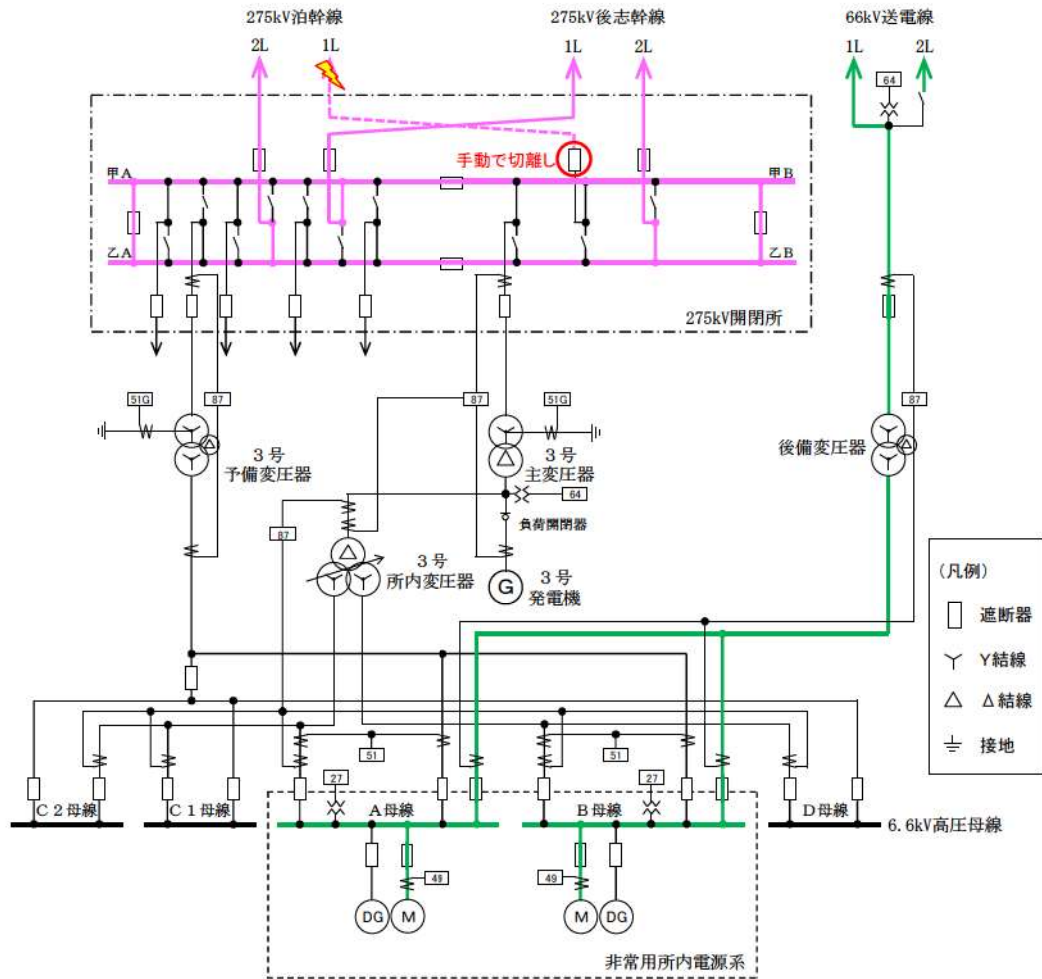 275kV泊幹線
275kV後志幹線
66kV送電線
2L
1L
1L
2L
1L
2L
64
手動で切離し
甲A
甲B
乙A
乙B
275kV開閉所
51G
87
87
51G
87
3号
予備変圧器
3号
主変圧器
後備変圧器
64
87
負荷開閉器
3号
所内変圧器
G
3号
発電機
(凡例)
遮断器
Y結線
Δ結線
接地
51
51
27
27
C2母線
C1母線
A母線
B母線
D母線
6.6kV高圧母線
49
49
DG
M
M
DG
非常用所内電源系